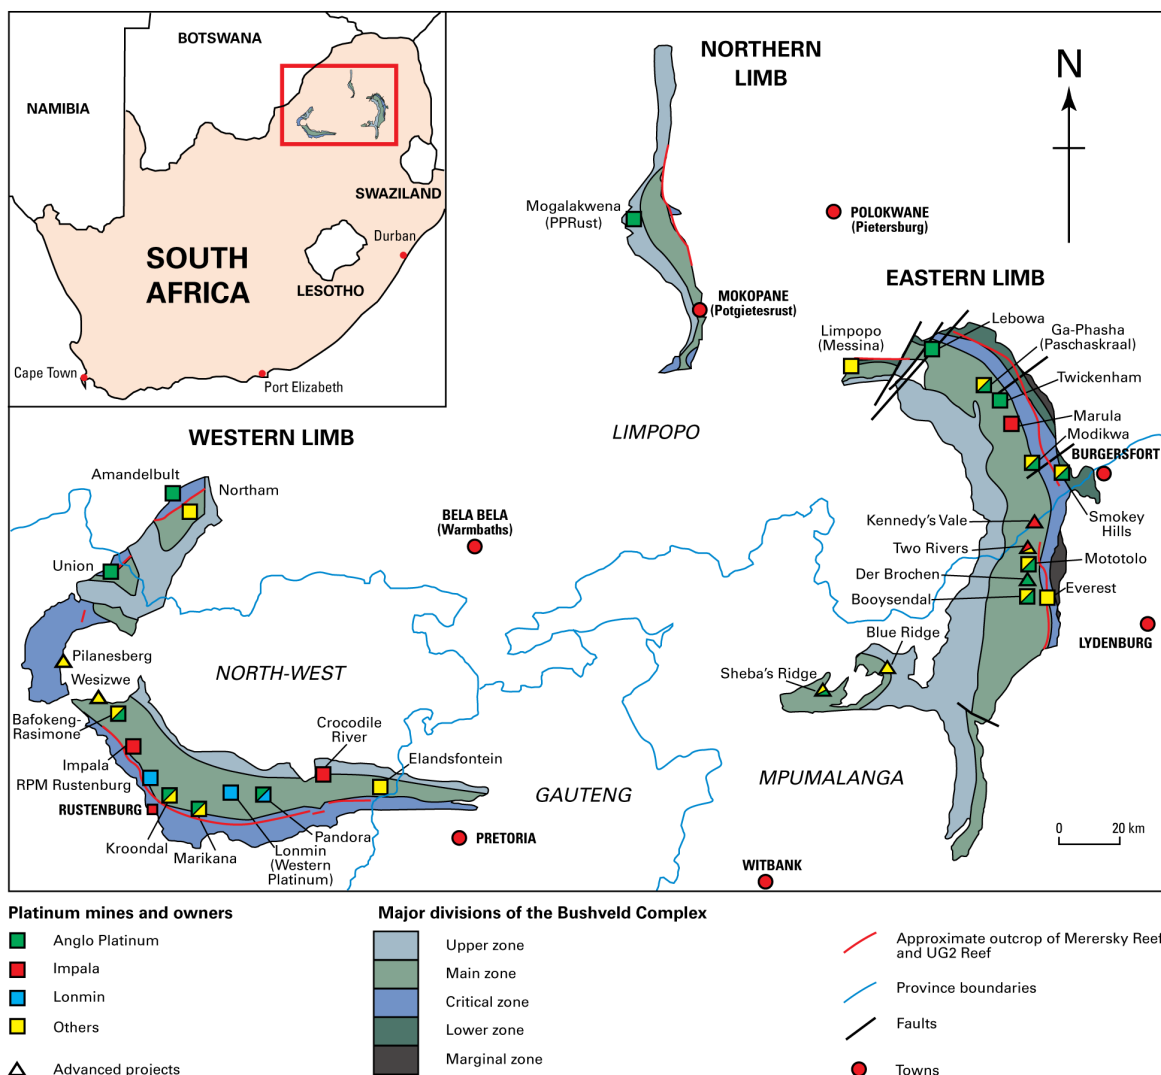 BOTSWANA
NAMIBIA
SWAZILAND
SOUTH
AFRICA
Durban
LESOTHO
Cape Town
Port Elizabeth
NORTHERN
LIMB
N
Mogalakwena
(PPRust)
POLOKWANE
(Pietersburg)
MOKOPANE
(Potgietesrust)
EASTERN LIMB
Limpopo
(Messina)
Lebowa
Ga-Phasha
(Paschaskraal)
Twickenham
Marula
Modikwa
BURGERSFORT
Smokey
Hills
Kennedy's Vale
Two Rivers
Mototolo
Der Brochen
Booysendal
Everest
LYDENBURG
Blue Ridge
Sheba's Ridge
LIMPOPO
WESTERN LIMB
Amandelbult
Northam
Union
BELA BELA
(Warmbaths)
Pilanesberg
Wesizwe
NORTH-WEST
Bafokeng-
Rasimone
Impala
RPM Rustenburg
RUSTENBURG
Kroondal
Marikana
Lonmin
(Western
Platinum)
Pandora
Crocodile
River
Elandsfontein
GAUTENG
PRETORIA
MPUMALANGA
WITBANK
0 20 km
Platinum mines and owners
Anglo Platinum
Impala
Lonmin
Others
Advanced projects
Major divisions of the Bushveld Complex
Upper zone
Main zone
Critical zone
Lower zone
Marginal zone
Approximate outcrop of Merersky Reef
and UG2 Reef
Province boundaries
Faults
Towns